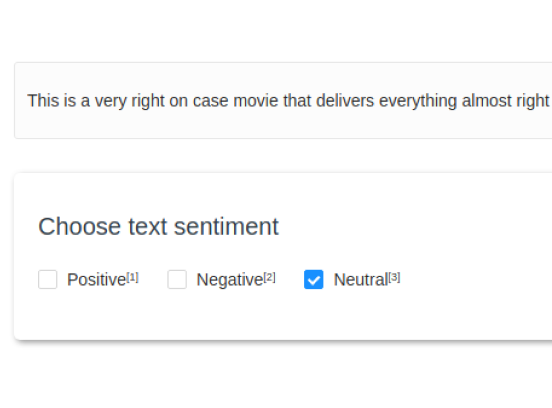 This is a very right on case movie that delivers everything almost right
Choose text sentiment
Positive[1] Negative[2] Neutral[3]